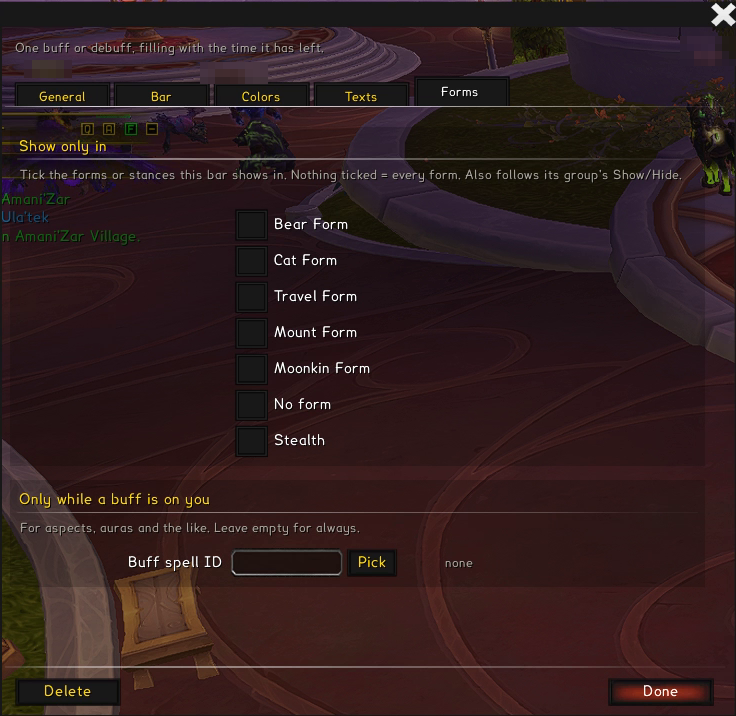 One buff or debuff, filling with the time it has left.
General
Bar
Colors
Texts
Forms
Q A F -
Show only in
Tick the forms or stances this bar shows in. Nothing ticked = every form. Also follows its group's Show/Hide.
Amani'Zar
Ula'tek
n Amani'Zar Village.
Bear Form
Cat Form
Travel Form
Mount Form
Moonkin Form
No form
Stealth
Only while a buff is on you
For aspects, auras and the like. Leave empty for always.
Buff spell ID
Pick
none
Delete
Done